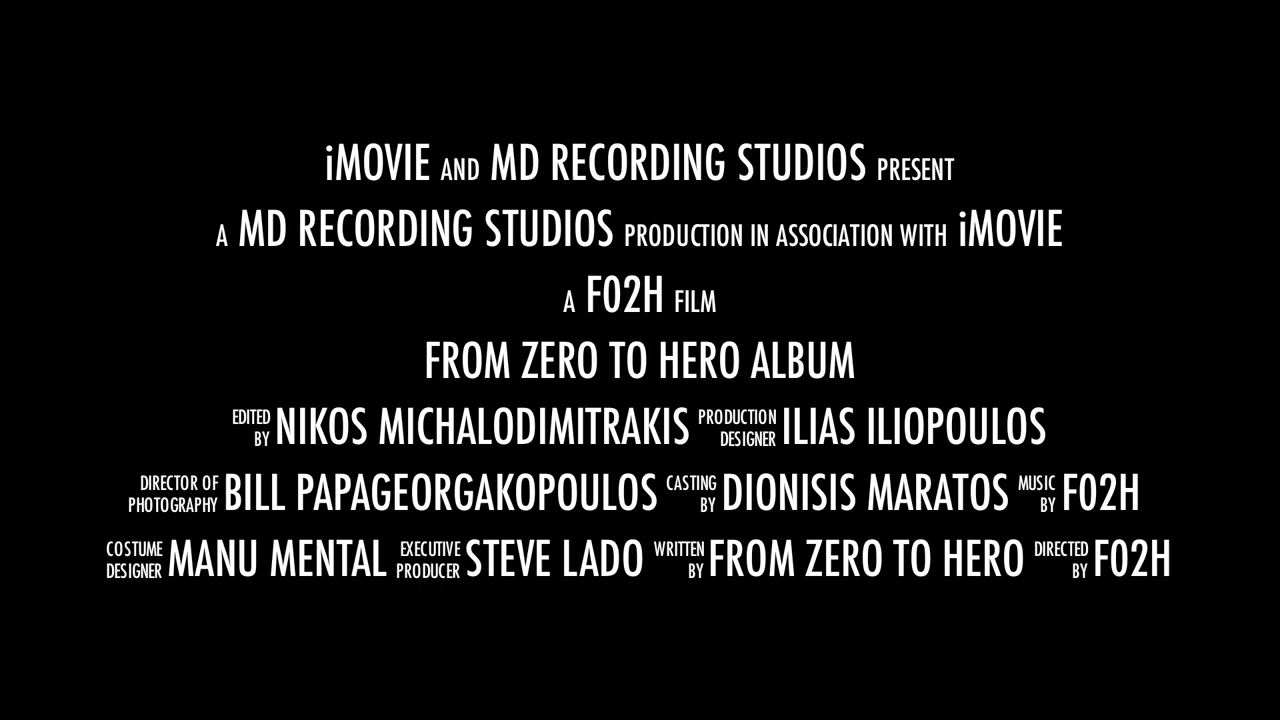 iMOVIE AND MD RECORDING STUDIOS PRESENT
A MD RECORDING STUDIOS PRODUCTION IN ASSOCIATION WITH iMOVIE
A F02H FILM
FROM ZERO TO HERO ALBUM
EDITED BY NIKOS MICHALODIMITRAKIS PRODUCTION DESIGNER ILIAS ILIOPOULOS
DIRECTOR OF PHOTOGRAPHY BILL PAPAGEORGAKOPOULOS CASTING BY DIONISIS MARATOS MUSIC BY F02H
COSTUME DESIGNER MANU MENTAL EXECUTIVE PRODUCER STEVE LADO WRITTEN BY FROM ZERO TO HERO DIRECTED BY F02H